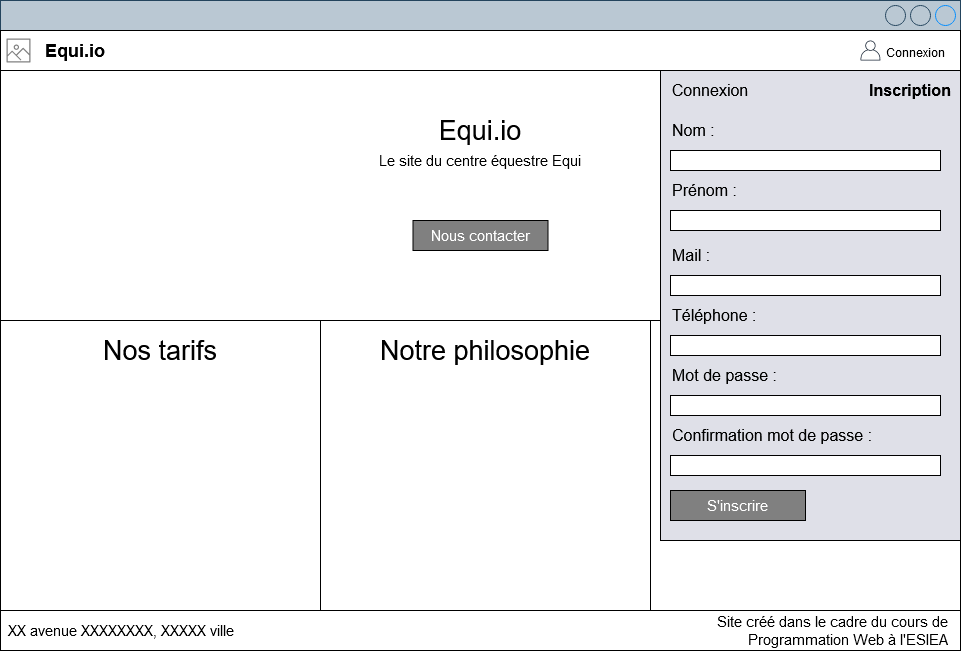 Equi.io
Connexion
Equi.io
Le site du centre équestre Equi
Nous contacter
Connexion
Inscription
Nom :
Prénom :
Mail :
Téléphone :
Mot de passe :
Confirmation mot de passe :
S'inscrire
Nos tarifs
Notre philosophie
XX avenue XXXXXXXX, XXXXX ville
Site créé dans le cadre du cours de
Programmation Web à l'ESIEA